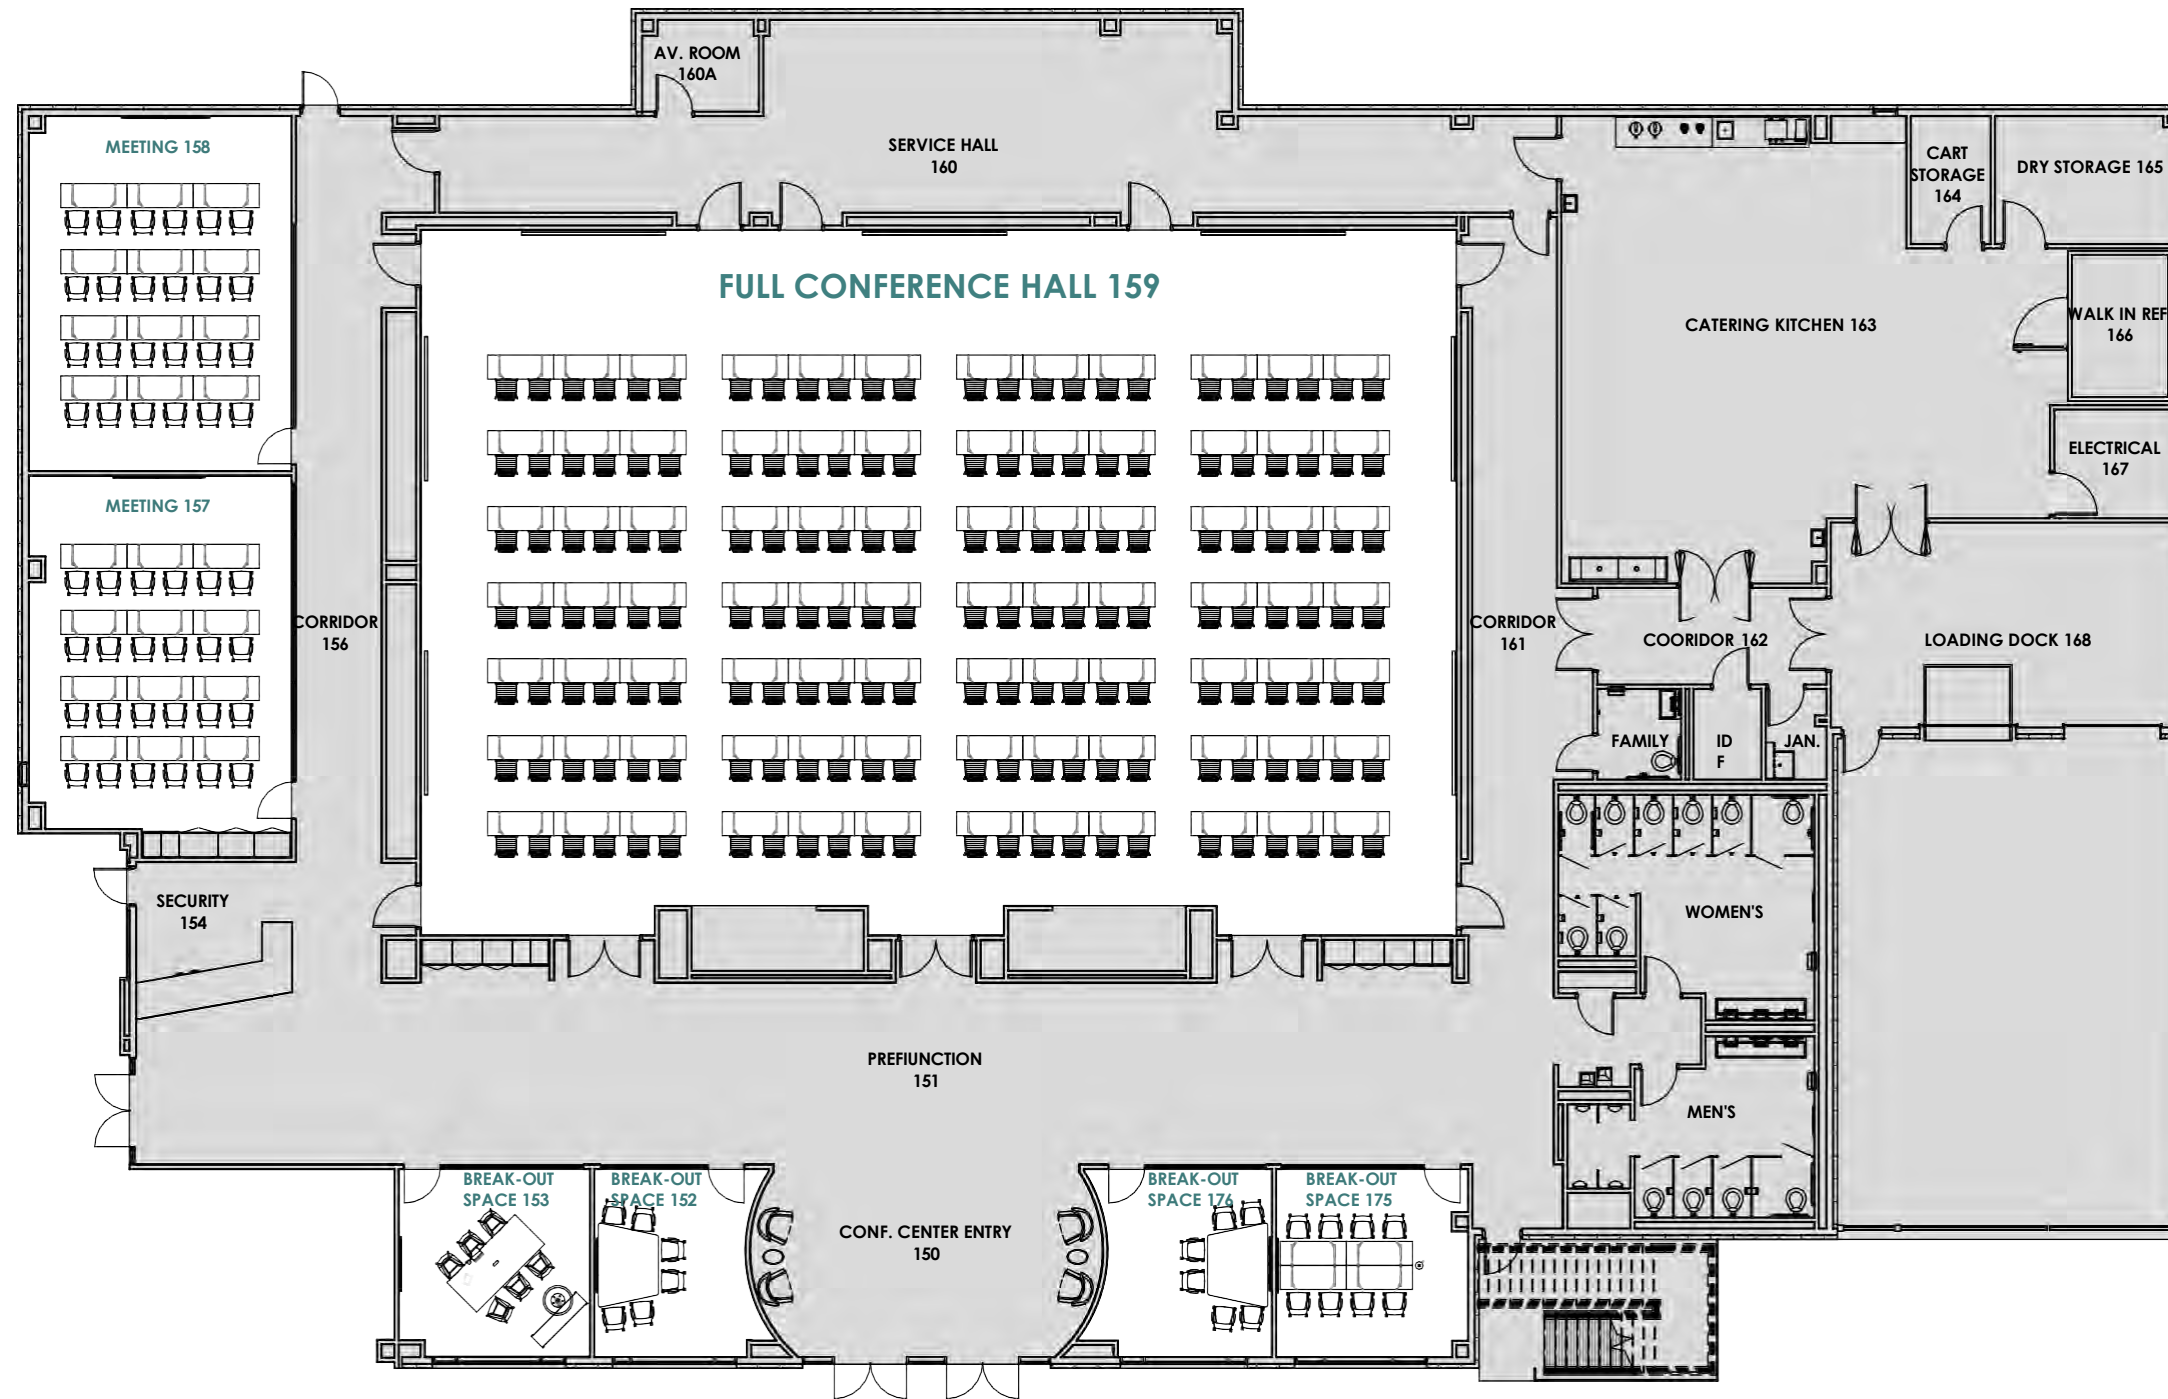 AV. ROOM
160A
MEETING 158
SERVICE HALL
160
CART
STORAGE
164
DRY STORAGE 165
FULL CONFERENCE HALL 159
CATERING KITCHEN 163
WALK IN REF
166
ELECTRICAL
167
MEETING 157
CORRIDOR
156
CORRIDOR
161
COORIDOR 162
LOADING DOCK 168
FAMILY
ID
F
JAN.
SECURITY
154
WOMEN'S
PREFIUNCTION
151
MEN'S
BREAK-OUT
SPACE 153
BREAK-OUT
SPACE 152
BREAK-OUT
SPACE 176
BREAK-OUT
SPACE 175
CONF. CENTER ENTRY
150